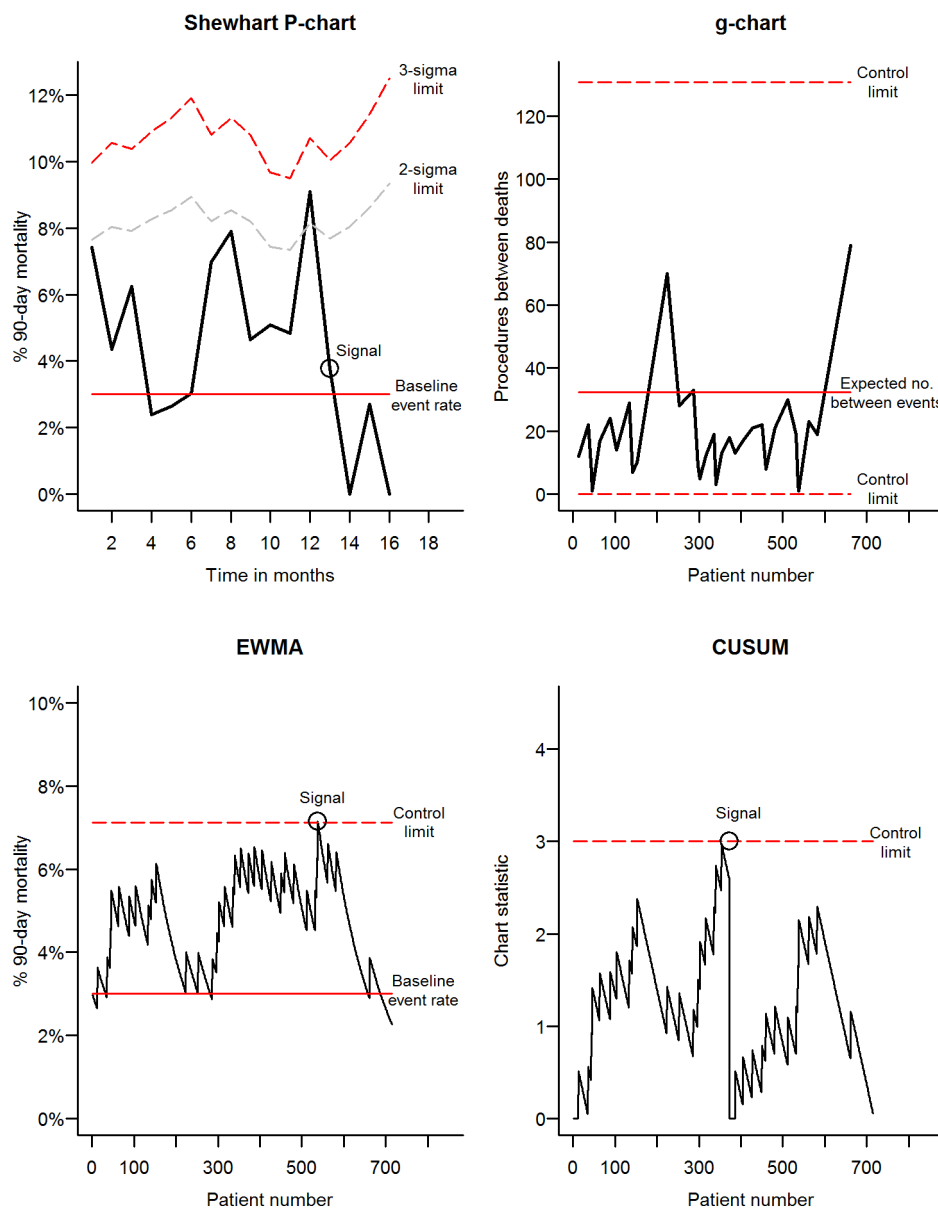 Shewhart P-chart
% 90-day mortality
12%
10%
8%
6%
4%
2%
0%
3-sigma
limit
2-sigma
limit
Signal
Baseline
event rate
2 4 6 8 10 12 14 16 18
Time in months
g-chart
Procedures between deaths
120
100
80
60
40
20
0
Control
limit
Expected no.
between events
Control
limit
0 100 300 500 700
Patient number
EWMA
% 90-day mortality
10%
8%
6%
4%
2%
0%
Signal
Control
limit
Baseline
event rate
0 100 300 500 700
Patient number
CUSUM
Chart statistic
4
3
2
1
0
Signal
Control
limit
0 100 300 500 700
Patient number